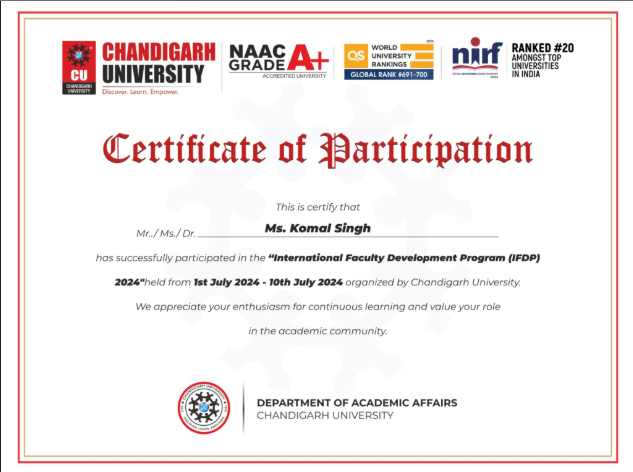 CU
CHANDIGARH
UNIVERSITY
CHANDIGARH
UNIVERSITY
Discover. Learn. Empower.
NAAC
GRADE A+
ACCREDITED UNIVERSITY
QS WORLD
UNIVERSITY
RANKINGS
GLOBAL RANK #691-700
nirf
RANKED #20
AMONGST TOP
UNIVERSITIES
IN INDIA
Certificate of Participation
This is certify that
Mr../ Ms./ Dr. Ms. Komal Singh
has successfully participated in the “International Faculty Development Program (IFDP)
2024"held from 1st July 2024 - 10th July 2024 organized by Chandigarh University.
We appreciate your enthusiasm for continuous learning and value your role
in the academic community.
CHANDIGARH UNIVERSITY
DEPARTMENT OF ACADEMIC AFFAIRS
CHANDIGARH UNIVERSITY